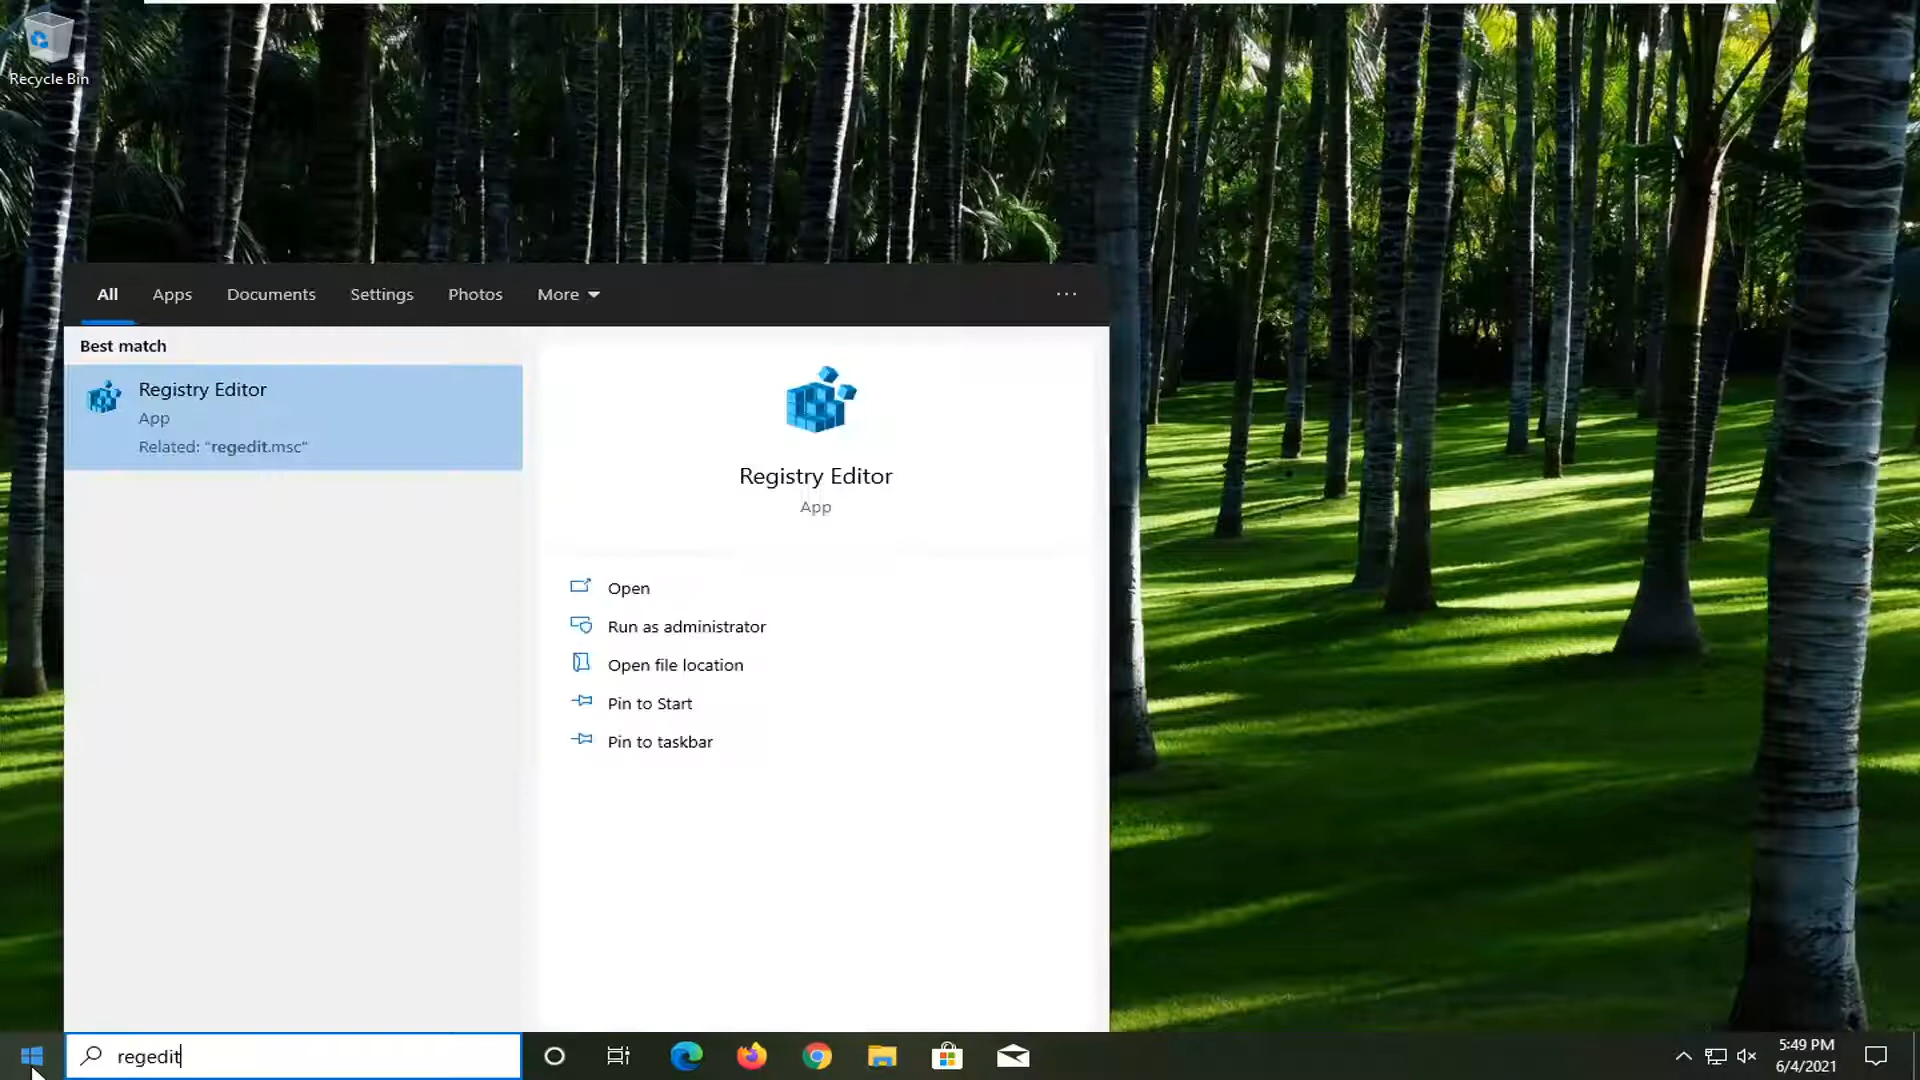 Recycle Bin
All Apps Documents Settings Photos More ...
Best match
Registry Editor
App
Related: "regedit.msc"
Registry Editor
App
Open
Run as administrator
Open file location
Pin to Start
Pin to taskbar
regedit
5:49 PM
6/4/2021